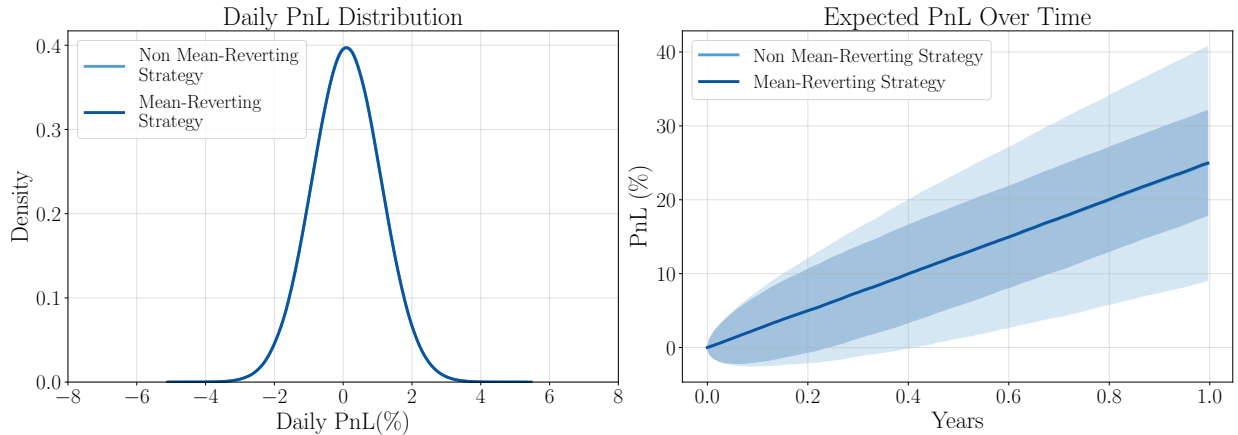 Daily PnL Distribution
Non Mean-Reverting
Strategy
Mean-Reverting
Strategy
Density
0.4
0.3
0.2
0.1
0.0
−8
−6
−4
−2
0
2
4
6
8
Daily PnL(%)
Expected PnL Over Time
Non Mean-Reverting Strategy
Mean-Reverting Strategy
PnL (%)
40
30
20
10
0
0.0
0.2
0.4
0.6
0.8
1.0
Years